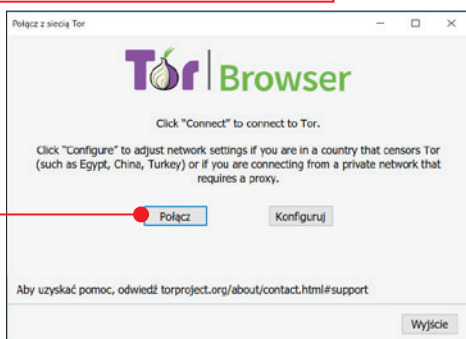 Połącz z siecią Tor
Tor Browser
Click "Connect" to connect to Tor.
Click "Configure" to adjust network settings if you are in a country that censors Tor
(such as Egypt, China, Turkey) or if you are connecting from a private network that
requires a proxy.
Połącz Konfiguruj
Aby uzyskać pomoc, odwiedź torproject.org/about/contact.html#support
Wyjście